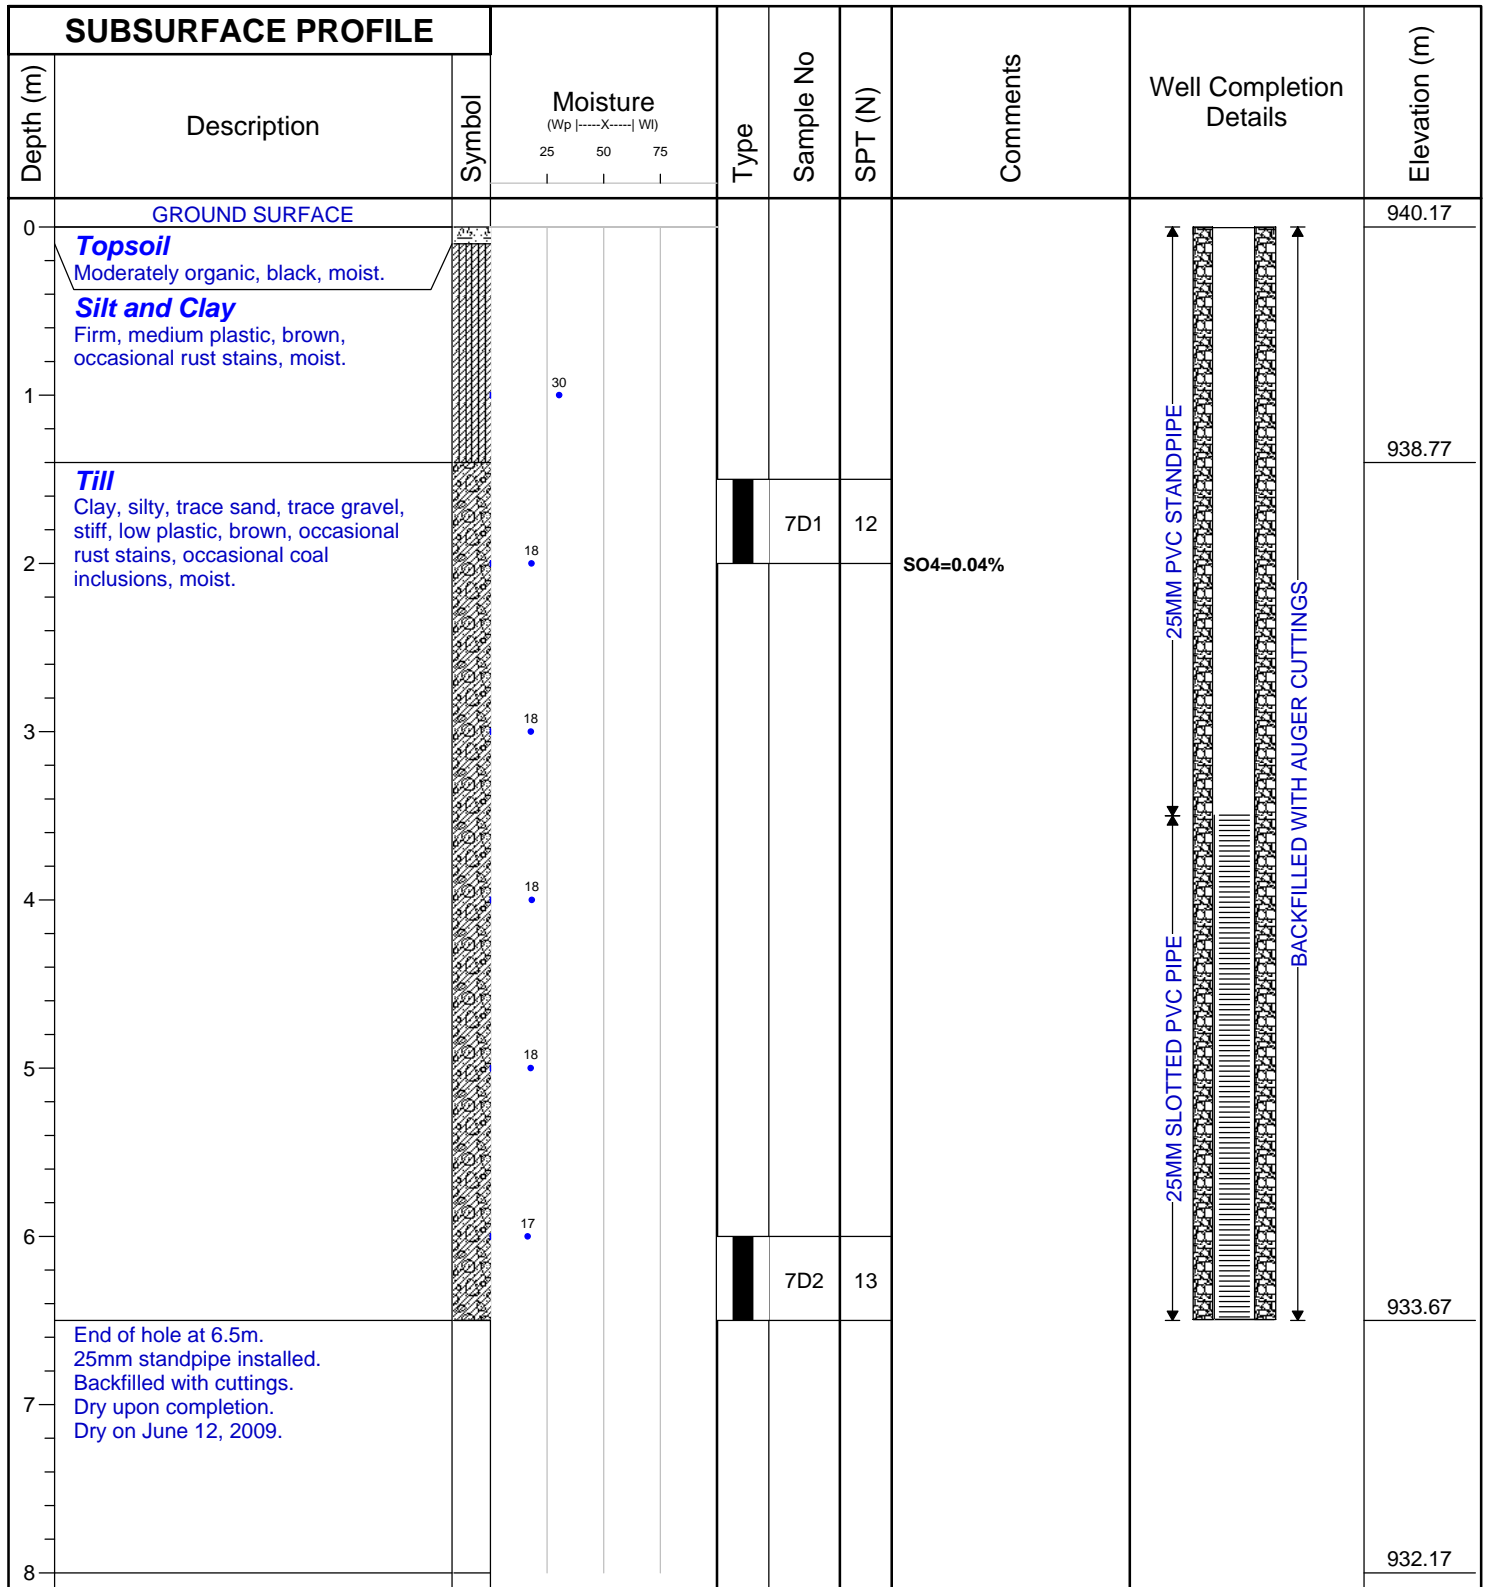 SUBSURFACE PROFILE
Depth (m)
Description
Symbol
Moisture
(Wp |-----X-----| Wl)
25 50 75
Type
Sample No
SPT (N)
Comments
Well Completion
Details
Elevation (m)
GROUND SURFACE
940.17
0
Topsoil
Moderately organic, black, moist.
Silt and Clay
Firm, medium plastic, brown,
occasional rust stains, moist.
30
1
938.77
Till
Clay, silty, trace sand, trace gravel,
stiff, low plastic, brown, occasional
rust stains, occasional coal
inclusions, moist.
7D1 12
18
2
SO4=0.04%
25MM PVC STANDPIPE
BACKFILLED WITH AUGER CUTTINGS
18
3
18
4
18
5
25MM SLOTTED PVC PIPE
17
6
7D2 13
933.67
End of hole at 6.5m.
25mm standpipe installed.
Backfilled with cuttings.
Dry upon completion.
Dry on June 12, 2009.
7
932.17
8